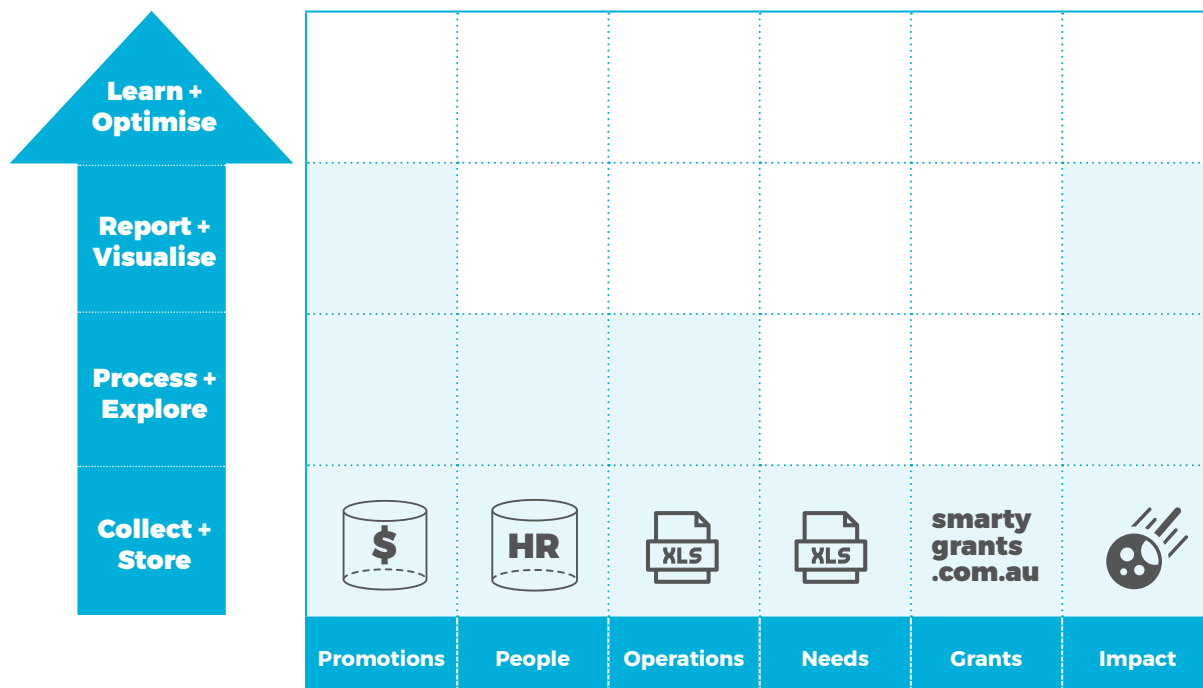 Learn +
Optimise
Report +
Visualise
Process +
Explore
Collect +
Store
$
HR
XLS
XLS
smarty
grants
.com.au
Promotions
People
Operations
Needs
Grants
Impact